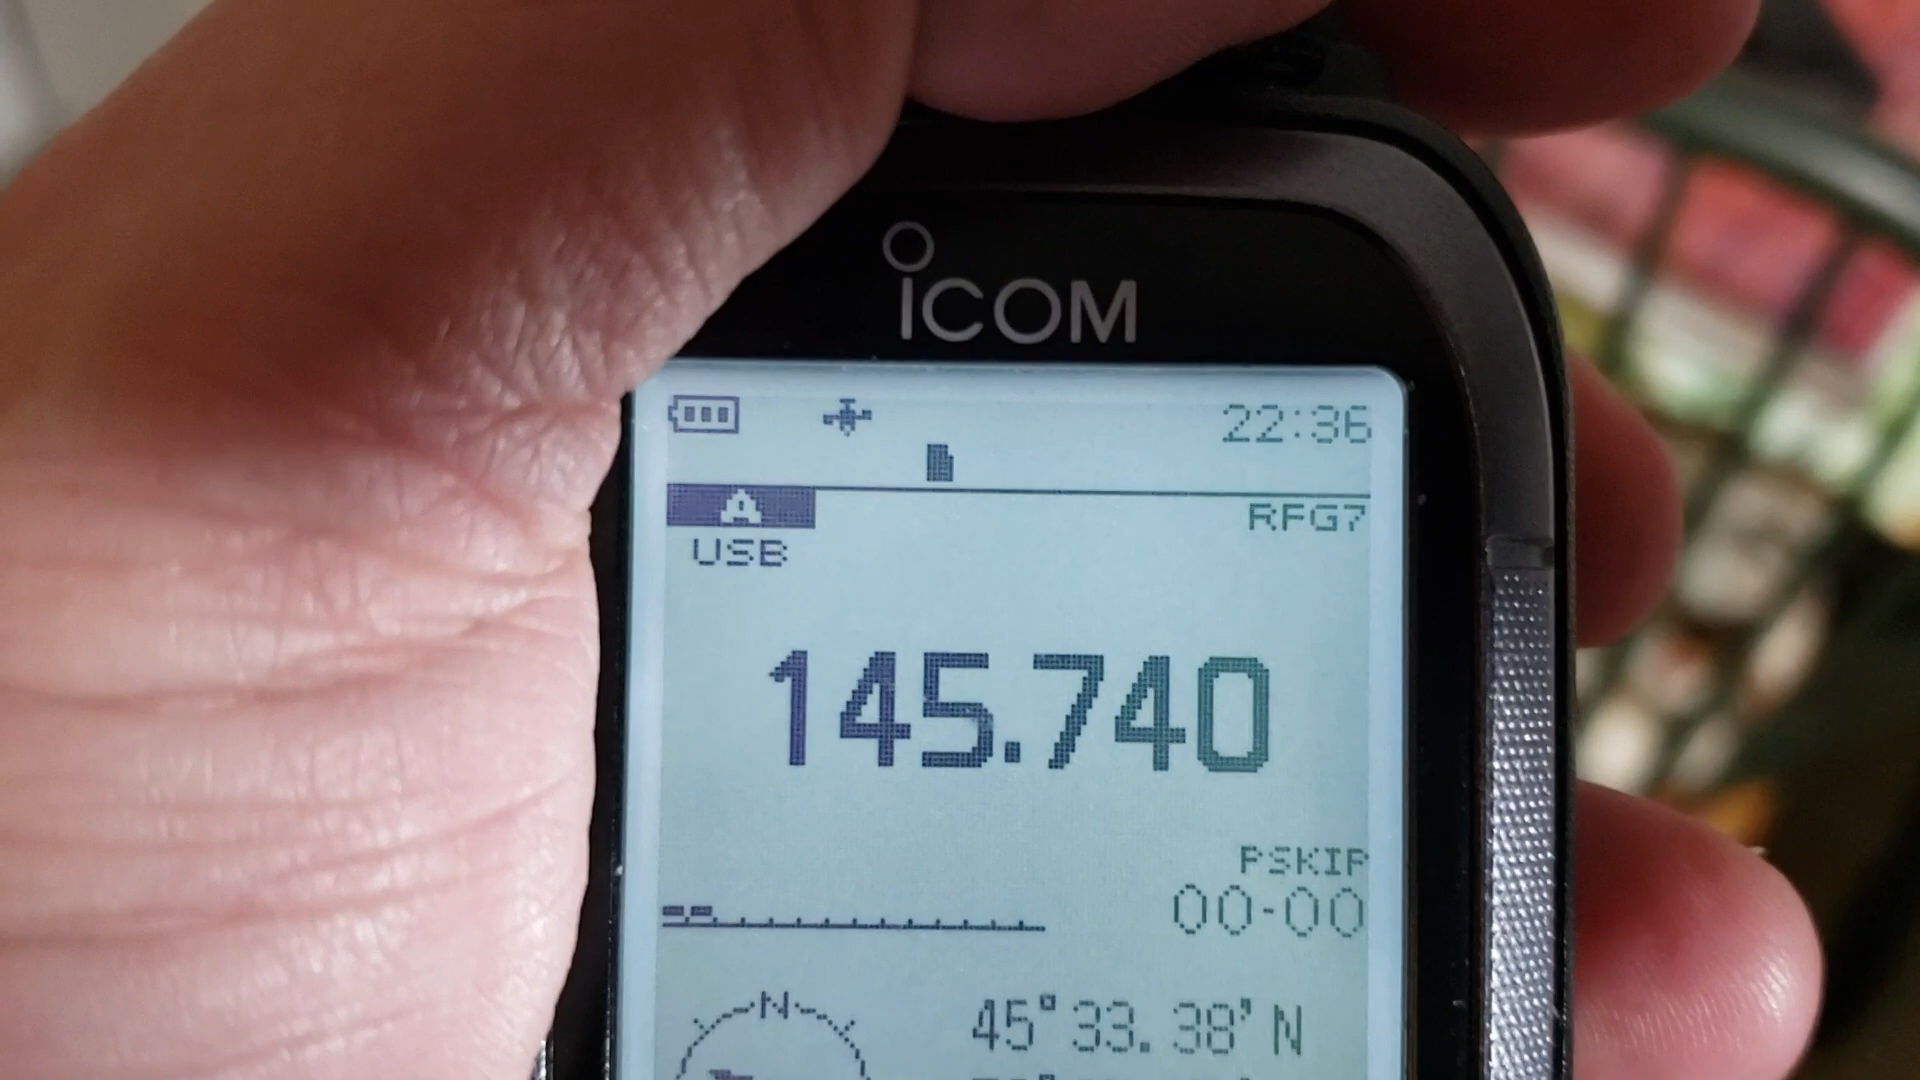 iCOM
22:36
A
RFG7
USB
145.740
PSKIP
00-00
N
45° 33. 38' N